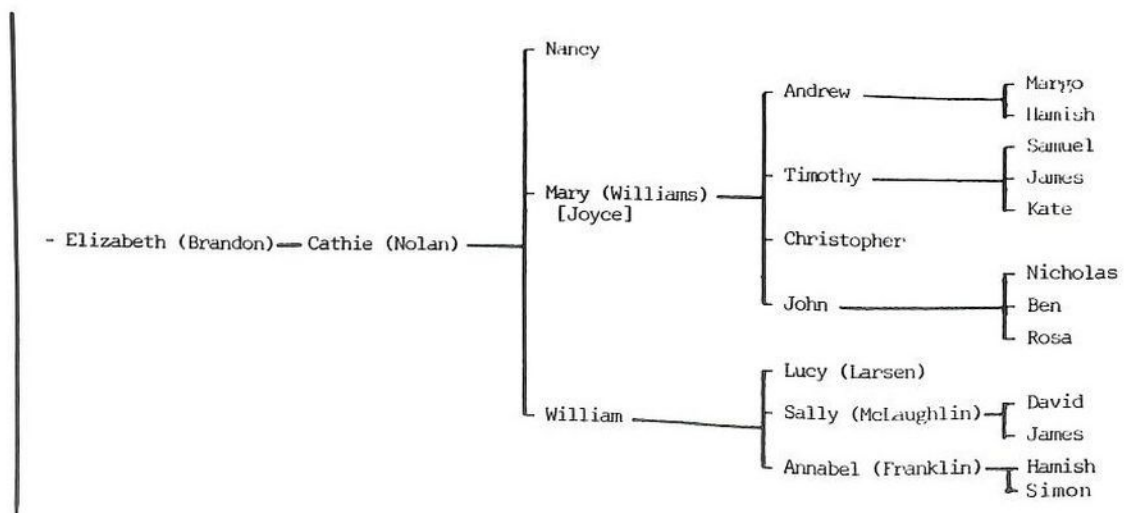 Nancy
Margo
Andrew
Hamish
Samuel
Timothy
James
Mary (Williams)
[Joyce]
Kate
- Elizabeth (Brandon) Cathie (Nolan)
Christopher
Nicholas
John
Ben
Rosa
Lucy (Larsen)
David
William
Sally (McLaughlin)
James
Annabel (Franklin)
Hamish
Simon